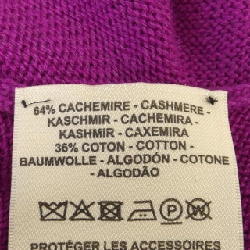 64% CACHEMIRE - CASHMERE -
KASCHMIR - CACHEMIRA -
KASHMIR - CAXEMIRA
36% COTON - COTTON -
BAUMWOLLE - ALGODÓN - COTONE
- ALGODÃO
P W
PROTÉGER LES ACCESSOIRES